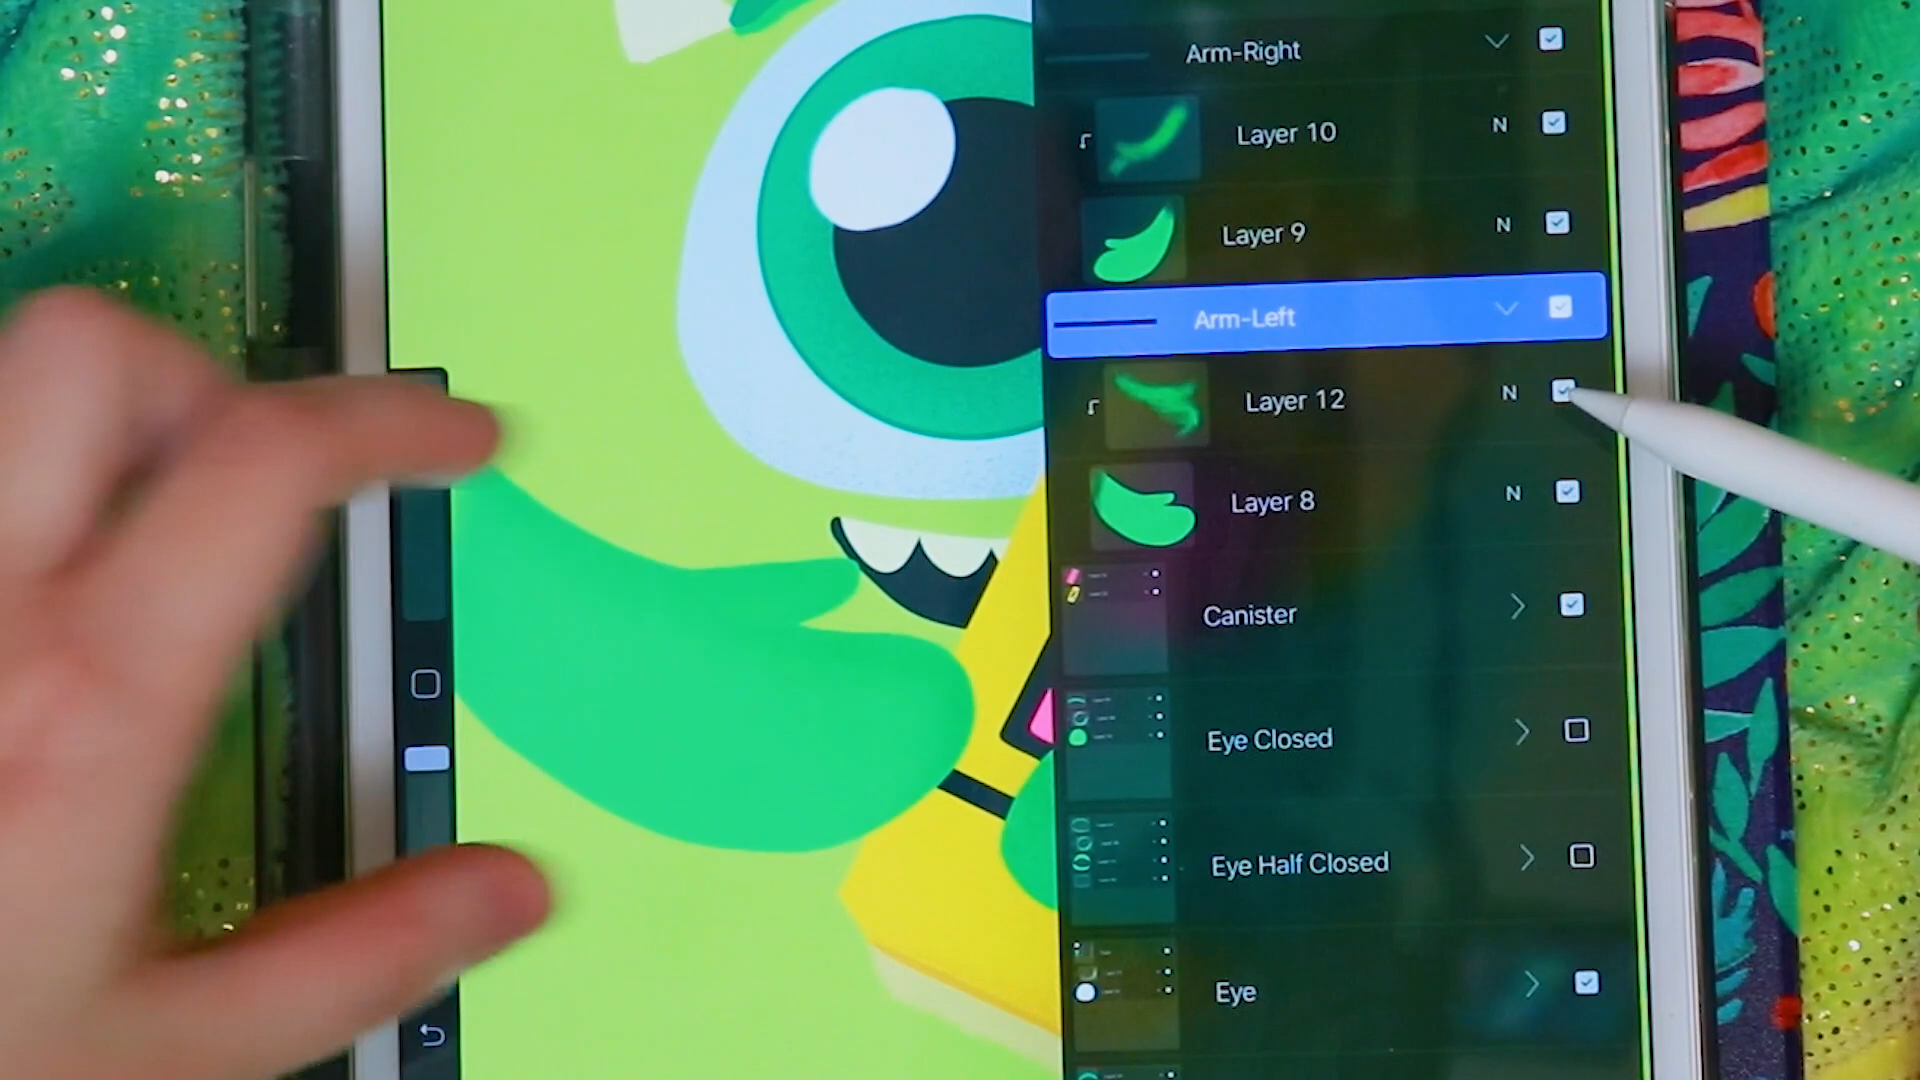 Arm-Right
Layer 10 N
Layer 9 N
Arm-Left
Layer 12 N
Layer 8 N
Canister
Eye Closed
Eye Half Closed
Eye